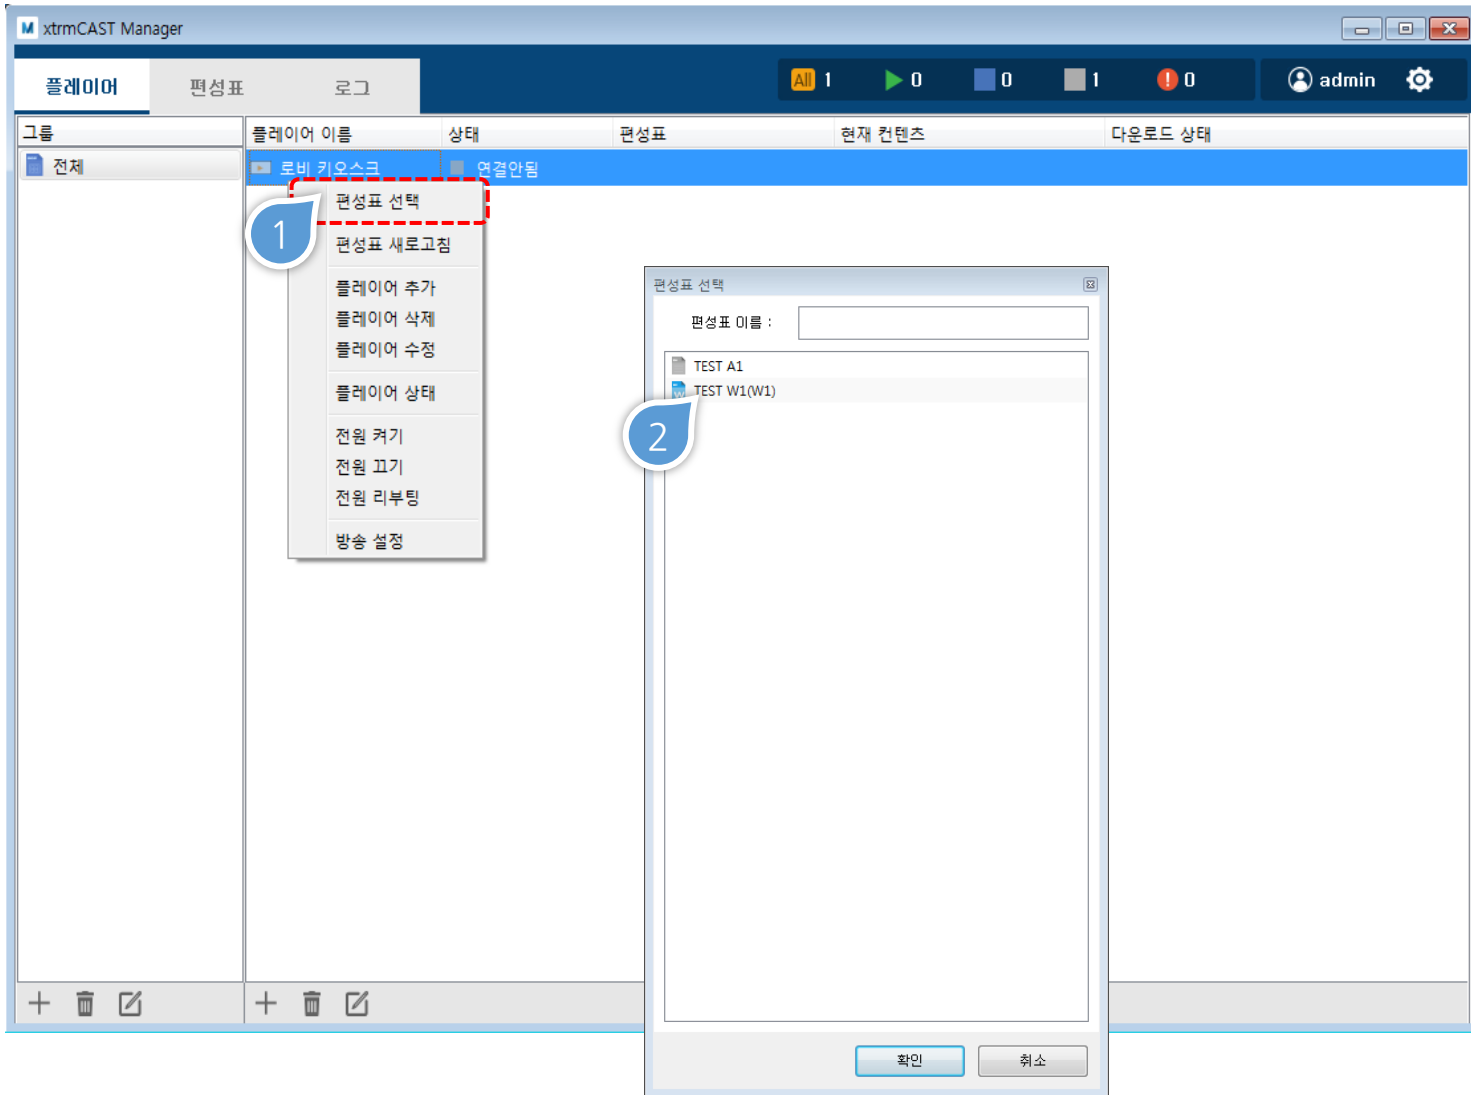 M xtrmCAST Manager
플레이어 편성표 로그 All 1 0 0 1 0 admin
그룹 플레이어 이름 상태 편성표 현재 컨텐츠 다운로드 상태
전체 로비 키오스크 연결안됨
편성표 선택
1
편성표 새로고침
플레이어 추가
플레이어 삭제
플레이어 수정
플레이어 상태
전원 켜기
전원 끄기
전원 리부팅
방송 설정
편성표 선택
편성표 이름 :
TEST A1
W TEST W1(W1)
2
확인 취소